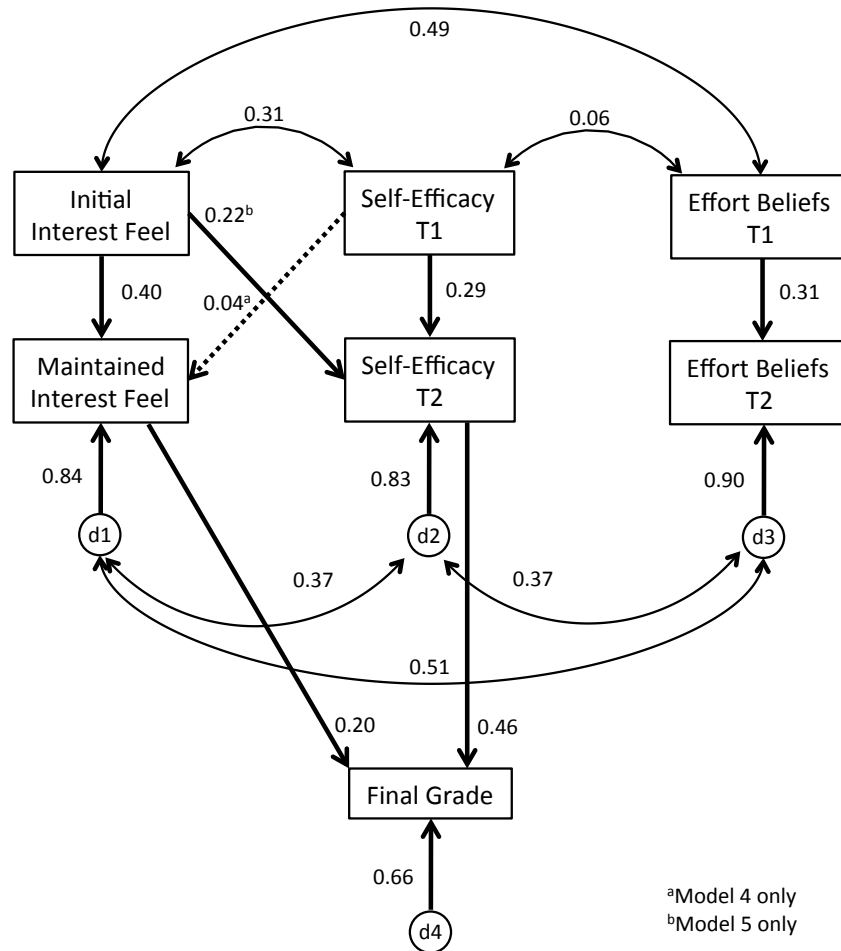 0.49
0.31
0.06
Initial
Interest Feel
Self-Efficacy
T1
Effort Beliefs
T1
0.22ᵇ
0.40
0.04ᵃ
0.29
0.31
Maintained
Interest Feel
Self-Efficacy
T2
Effort Beliefs
T2
0.84
0.83
0.90
d1
d2
d3
0.37
0.37
0.51
0.20
0.46
Final Grade
0.66
d4
ᵃModel 4 only
ᵇModel 5 only